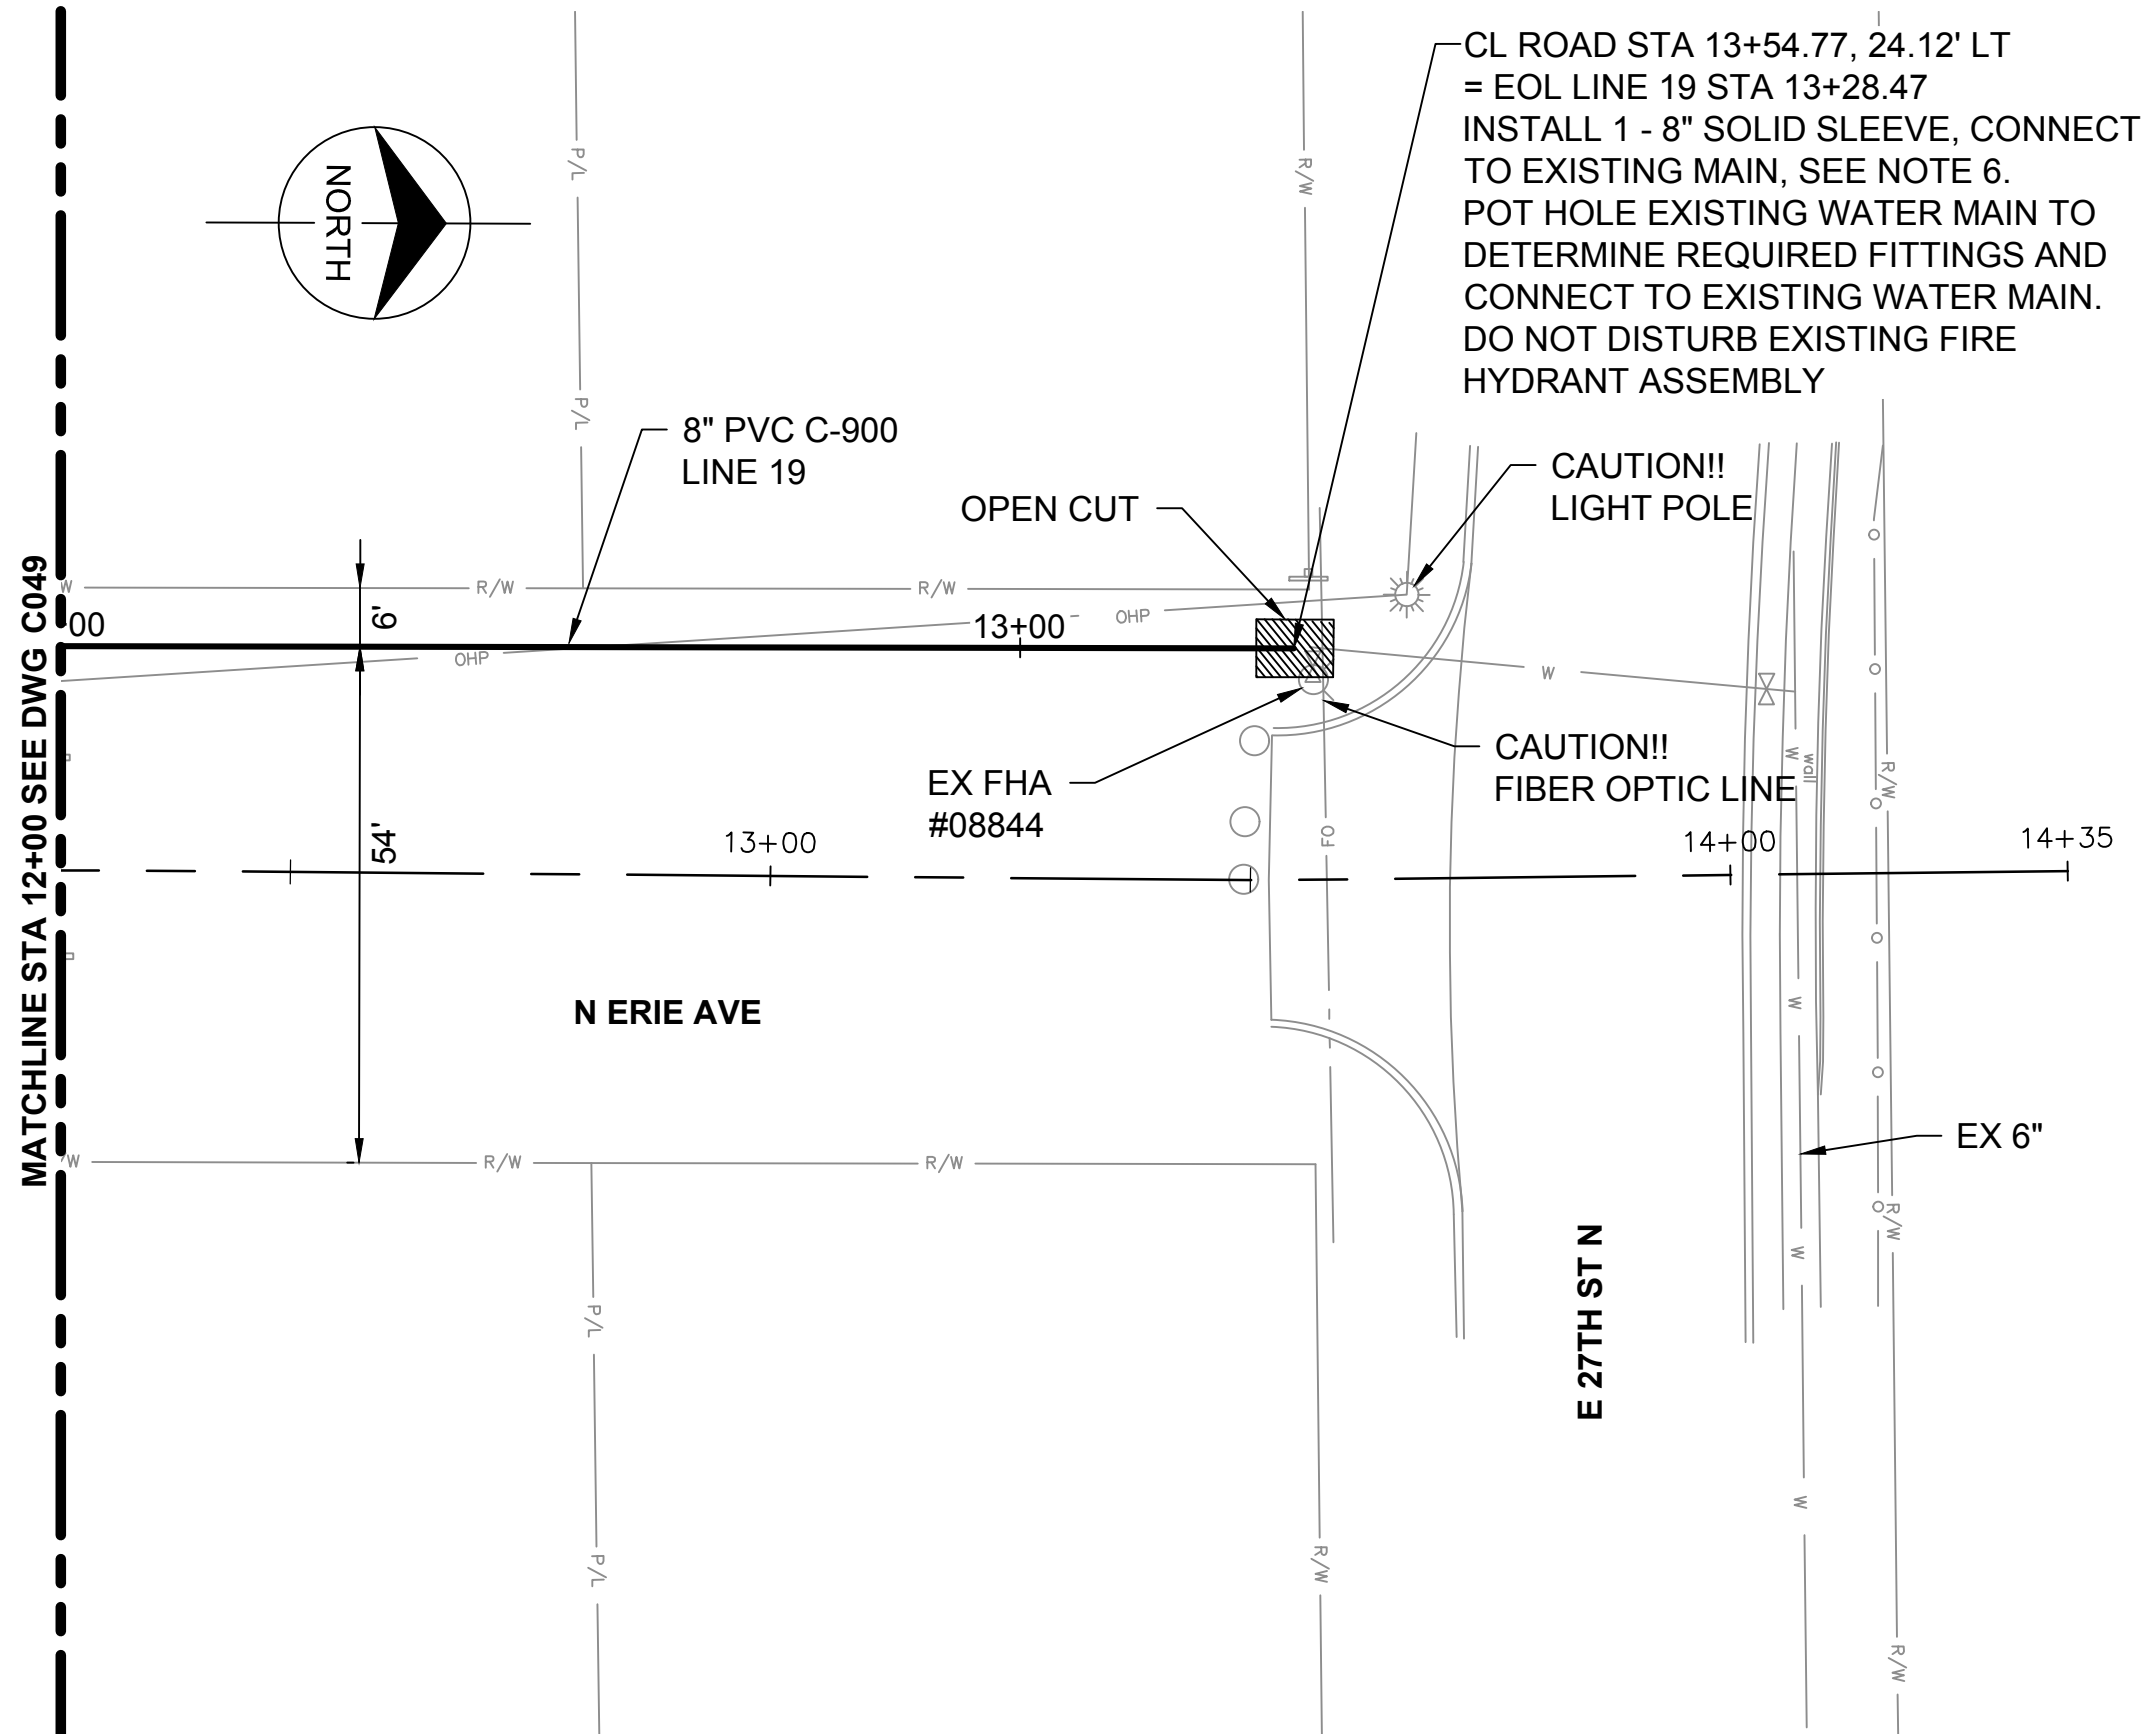 CL ROAD STA 13+54.77, 24.12' LT
= EOL LINE 19 STA 13+28.47
INSTALL 1 - 8" SOLID SLEEVE, CONNECT
TO EXISTING MAIN, SEE NOTE 6.
POT HOLE EXISTING WATER MAIN TO
DETERMINE REQUIRED FITTINGS AND
CONNECT TO EXISTING WATER MAIN.
DO NOT DISTURB EXISTING FIRE
HYDRANT ASSEMBLY
NORTH
P/L
R/W
P/L
8" PVC C-900
LINE 19
OPEN CUT
CAUTION!!
LIGHT POLE
MATCHLINE STA 12+00 SEE DWG C049
W
R/W
R/W
6'
00
13+00
OHP
OHP
W
CAUTION!!
FIBER OPTIC LINE
EX FHA
#08844
W
wall
R/W
54'
FO
13+00
14+00
14+35
N ERIE AVE
W
EX 6"
W
R/W
R/W
R/W
W
E 27TH ST N
P/L
W
P/L
R/W
R/W